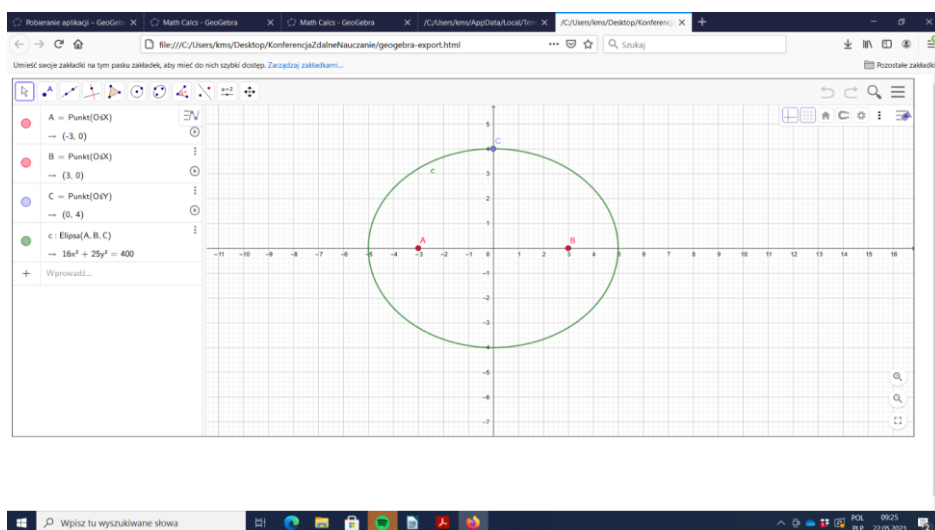 Pobieranie aplikacji – GeoGebr
Math Calcs - GeoGebra
Math Calcs - GeoGebra
/C:/Users/kms/AppData/Local/Tem
/C:/Users/kms/Desktop/Konferencj
file:///C:/Users/kms/Desktop/KonferencjaZdalneNauczanie/geogebra-export.html
Szukaj
Umieść swoje zakładki na tym pasku zakładek, aby mieć do nich szybki dostęp. Zarządzaj zakładkami...
Pozostałe zakładki
a=2
A = Punkt(OśX)
→ (-3, 0)
B = Punkt(OśX)
→ (3, 0)
C = Punkt(OśY)
→ (0, 4)
c : Elipsa(A, B, C)
→ 16x² + 25y² = 400
+ Wprowadź...
5
4
C
3
c
2
1
A
B
-11 -10 -9 -8 -7 -6 -5 -4 -3 -2 -1 0 1 2 3 4 5 6 7 8 9 10 11 12 13 14 15 16
-1
-2
-3
-4
-5
-6
-7
Wpisz tu wyszukiwane słowa
POL 09:25
PLP 22.05.2021